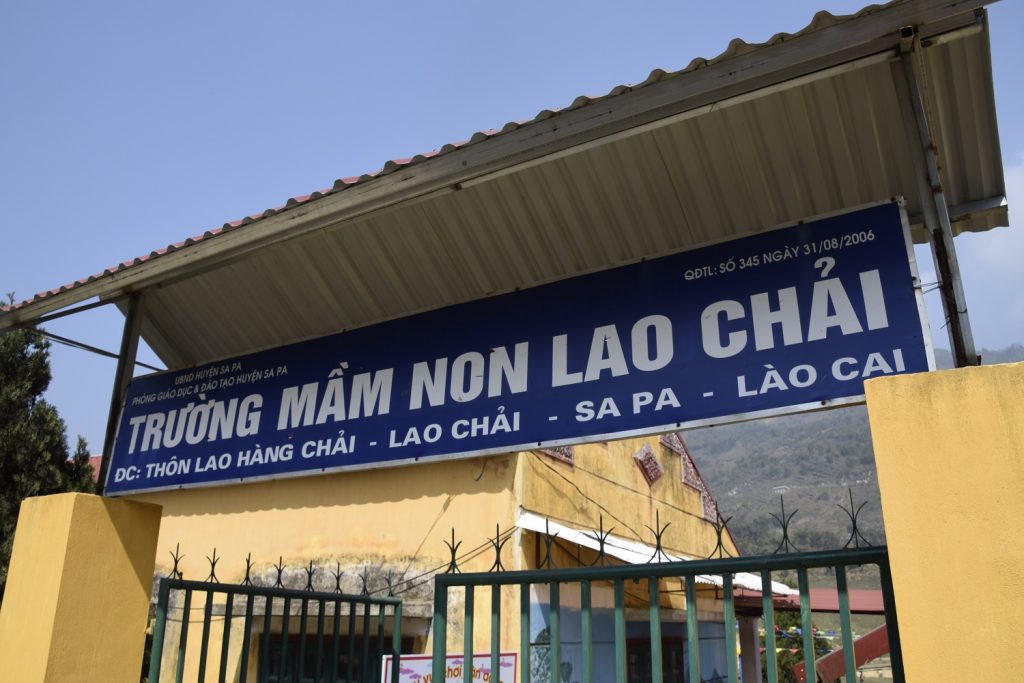 UBND HUYỆN SA PA
PHÒNG GIÁO DỤC & ĐÀO TẠO HUYỆN SA PA
QĐTL: SỐ 345 NGÀY 31/08/2006
TRƯỜNG MẦM NON LAO CHẢI
ĐC: THÔN LAO HÀNG CHẢI - LAO CHẢI - SA PA - LÀO CAI